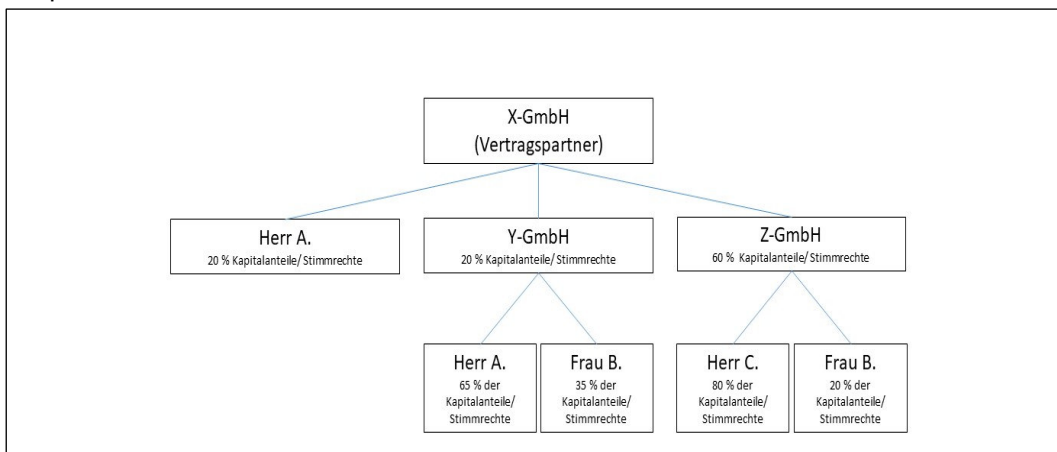 X-GmbH
(Vertragspartner)
Herr A.
20 % Kapitalanteile/ Stimmrechte
Y-GmbH
20 % Kapitalanteile/ Stimmrechte
Z-GmbH
60 % Kapitalanteile/ Stimmrechte
Herr A.
65 % der
Kapitalanteile/
Stimmrechte
Frau B.
35 % der
Kapitalanteile/
Stimmrechte
Herr C.
80 % der
Kapitalanteile/
Stimmrechte
Frau B.
20 % der
Kapitalanteile/
Stimmrechte